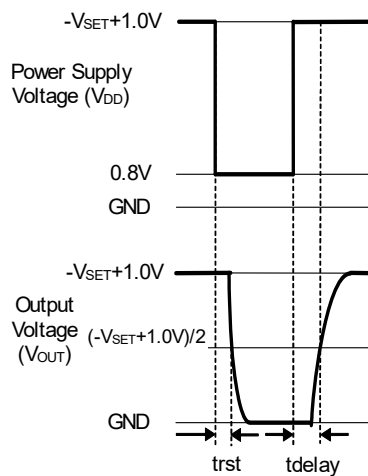 -VSET+1.0V
Power Supply
Voltage (VDD)
0.8V
GND
-VSET+1.0V
Output
Voltage
(VOUT)
(-VSET+1.0V)/2
GND
trst
tdelay